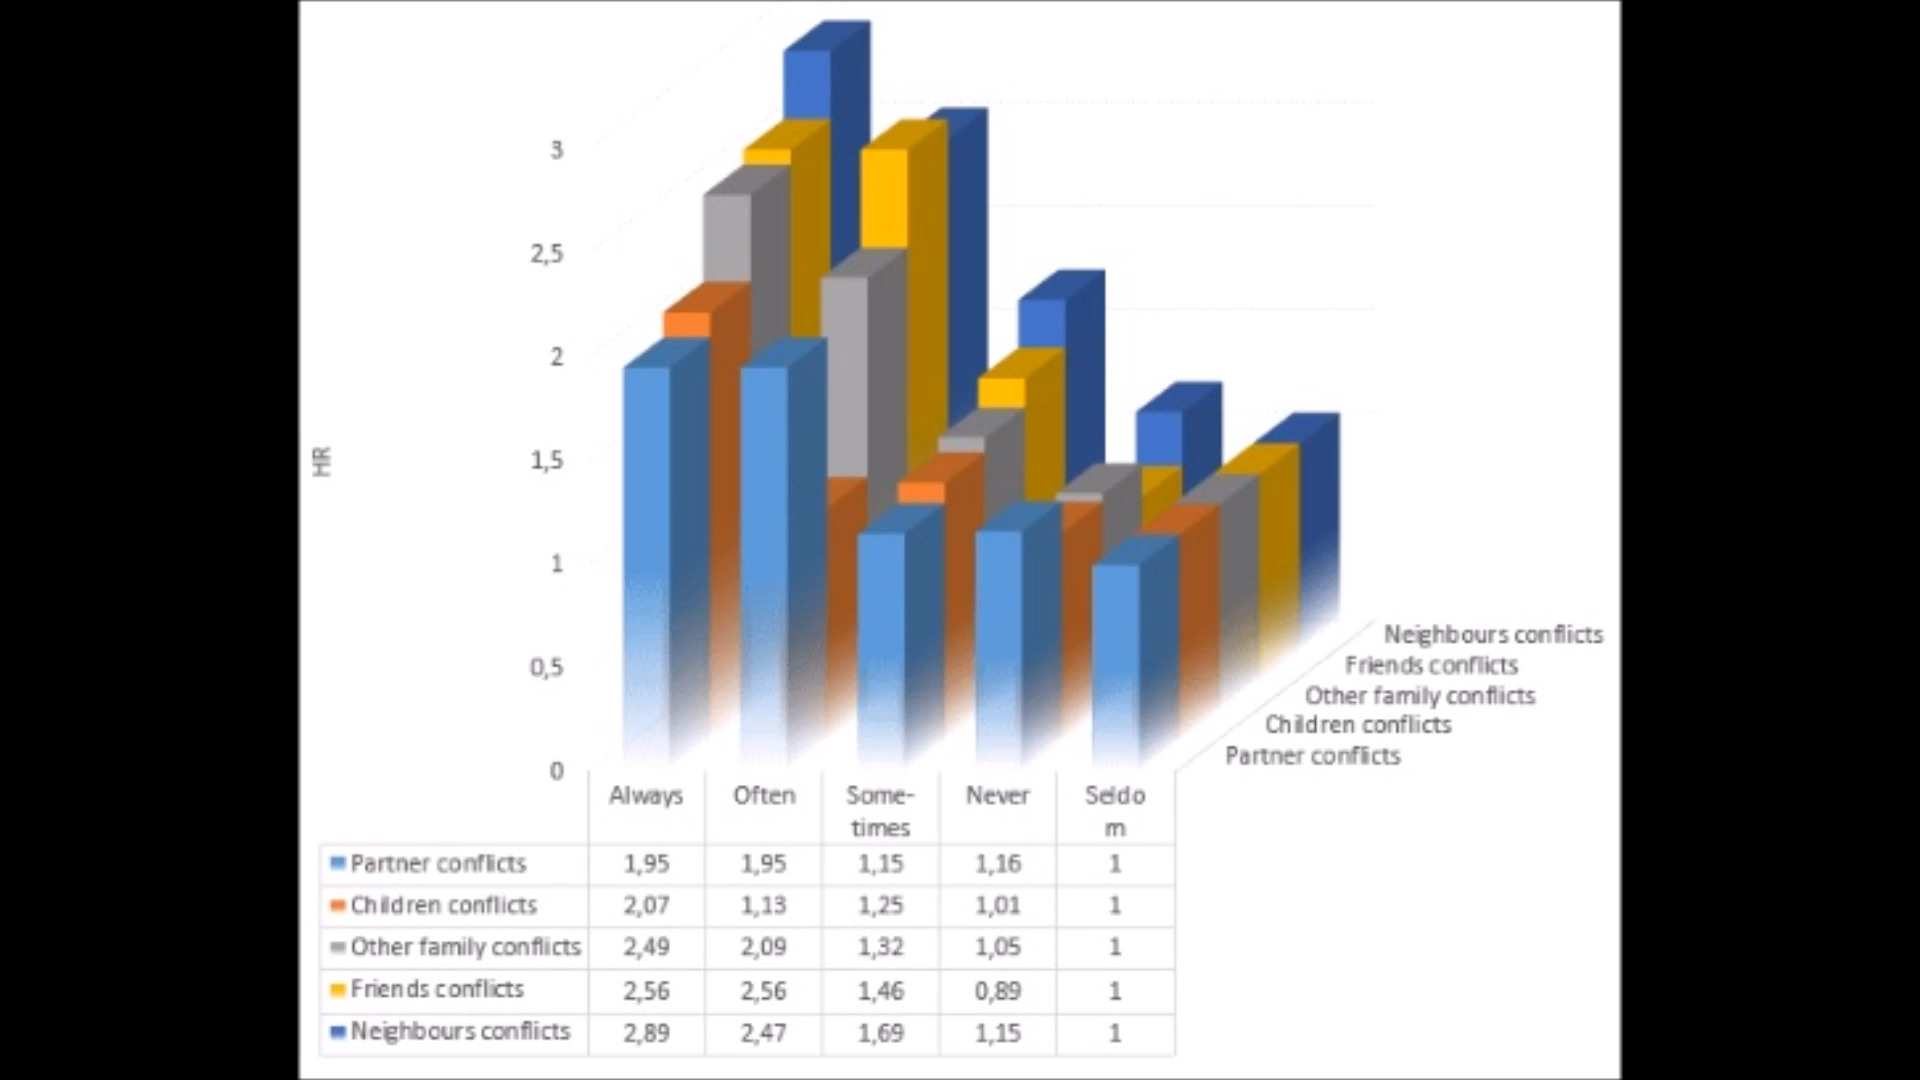 3
2,5
2
1,5
1
0,5
0
HR
Neighbours conflicts
Friends conflicts
Other family conflicts
Children conflicts
Partner conflicts
Always Often Some- Never Seldo
times m
Partner conflicts 1,95 1,95 1,15 1,16 1
Children conflicts 2,07 1,13 1,25 1,01 1
Other family conflicts 2,49 2,09 1,32 1,05 1
Friends conflicts 2,56 2,56 1,46 0,89 1
Neighbours conflicts 2,89 2,47 1,69 1,15 1